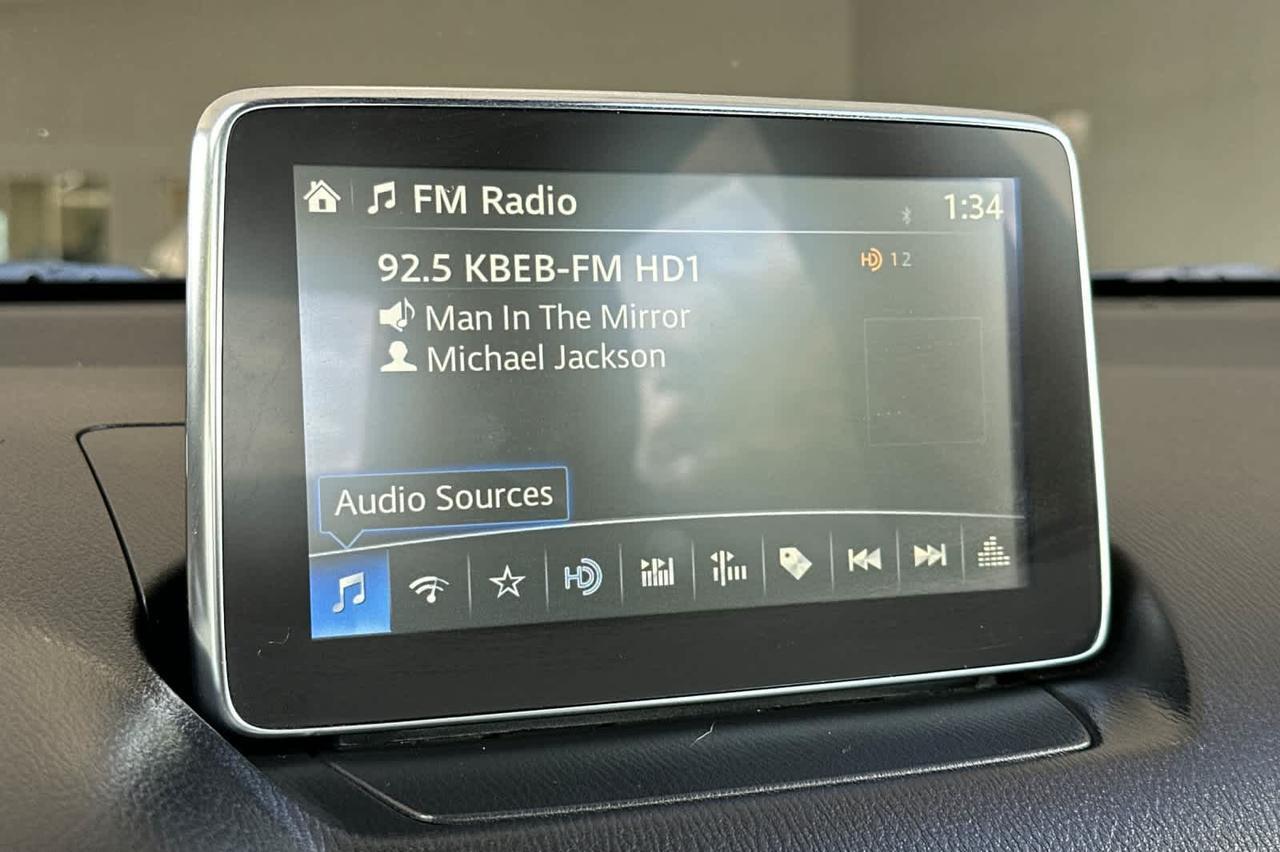 FM Radio 1:34
92.5 KBEB-FM HD1 HD 12
Man In The Mirror
Michael Jackson
Audio Sources
HD